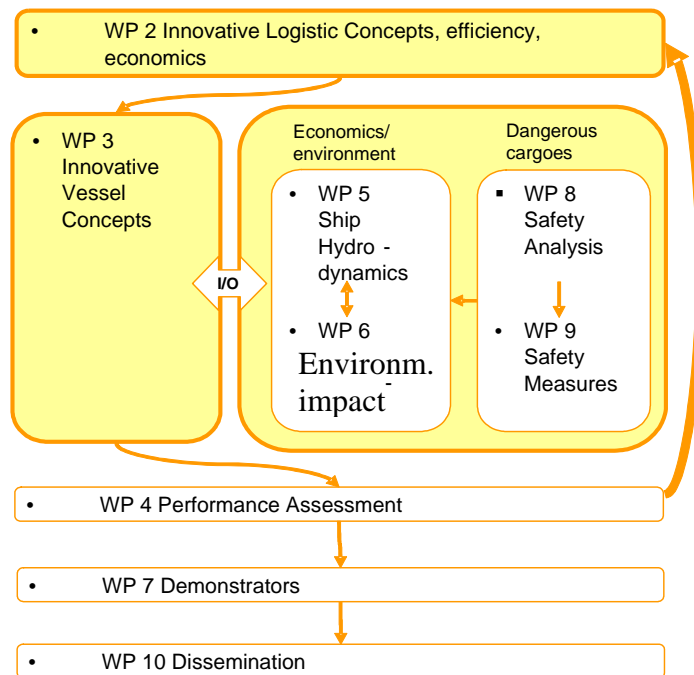 • WP 2 Innovative Logistic Concepts, efficiency,
economics
• WP 3
Innovative
Vessel
Concepts
I/O
Economics/
environment
• WP 5
Ship
Hydro -
dynamics
• WP 6
Environm.
impact-
Dangerous
cargoes
▪ WP 8
Safety
Analysis
• WP 9
Safety
Measures
• WP 4 Performance Assessment
• WP 7 Demonstrators
• WP 10 Dissemination